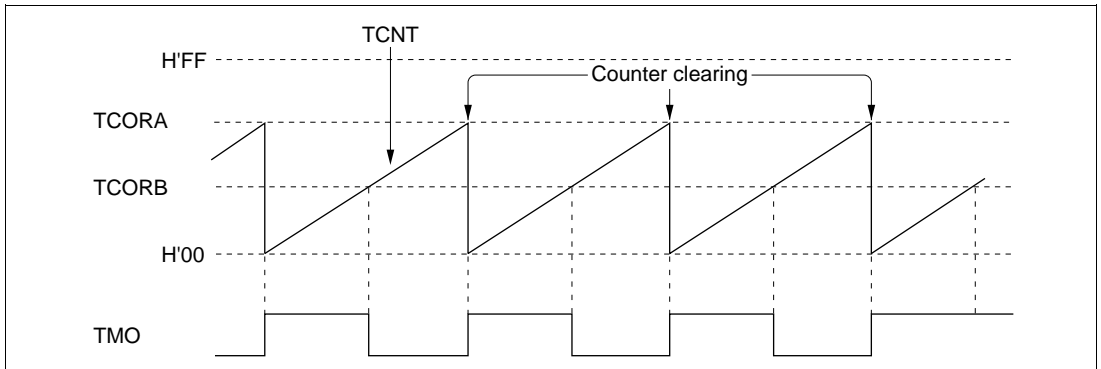 TCNT
H'FF
Counter clearing
TCORA
TCORB
H'00
TMO